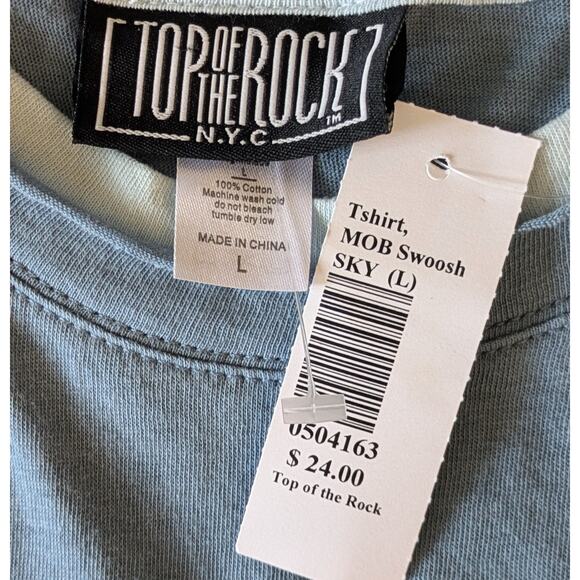 TOP OF THE ROCK TM
N.Y.C.
L
100% Cotton
Machine wash cold
do not bleach
tumble dry low
MADE IN CHINA
L
Tshirt,
MOB Swoosh
SKY (L)
0504163
$ 24.00
Top of the Rock